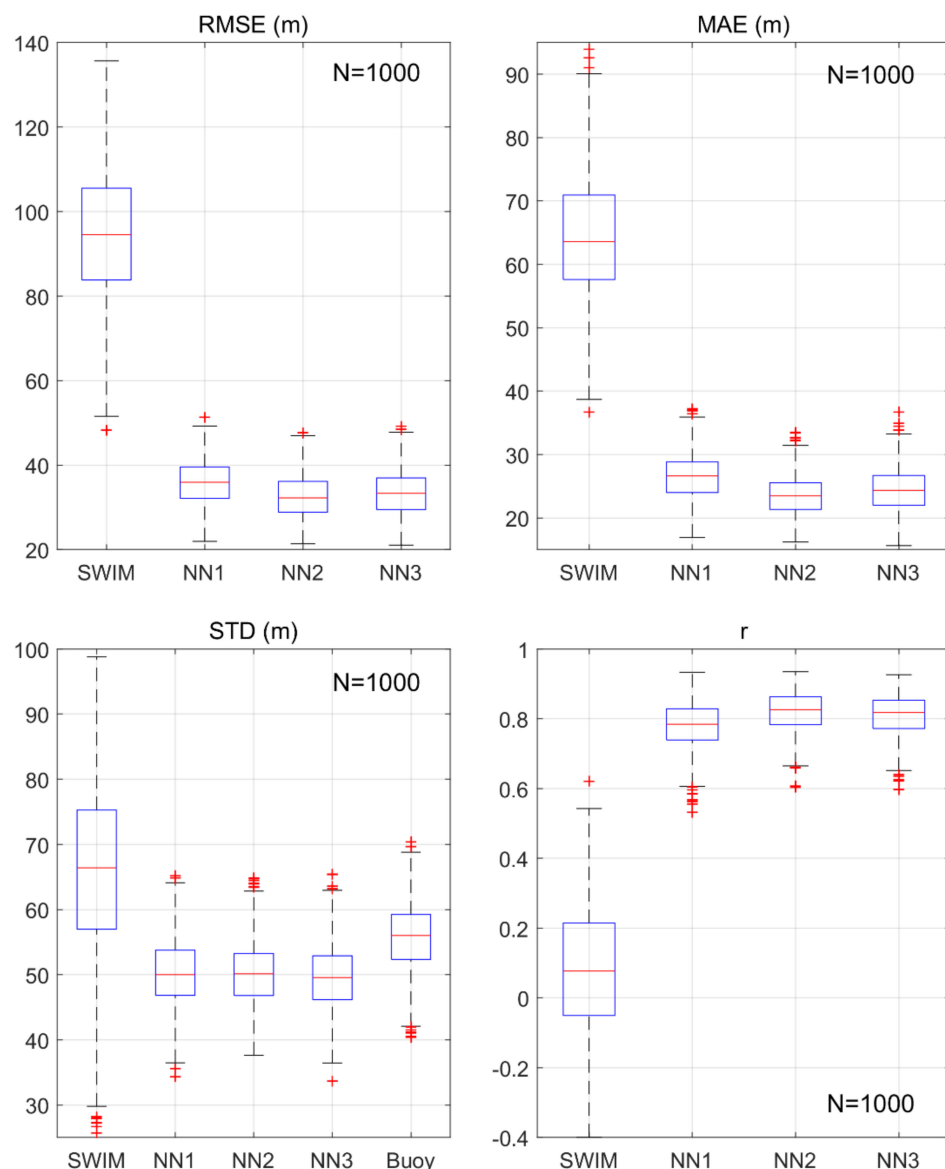 RMSE (m)
N=1000
140
120
100
80
60
40
20
SWIM NN1 NN2 NN3
MAE (m)
N=1000
90
80
70
60
50
40
30
20
SWIM NN1 NN2 NN3
STD (m)
N=1000
100
90
80
70
60
50
40
30
SWIM NN1 NN2 NN3 Buoy
r
1
0.8
0.6
0.4
0.2
0
-0.2
-0.4
N=1000
SWIM NN1 NN2 NN3